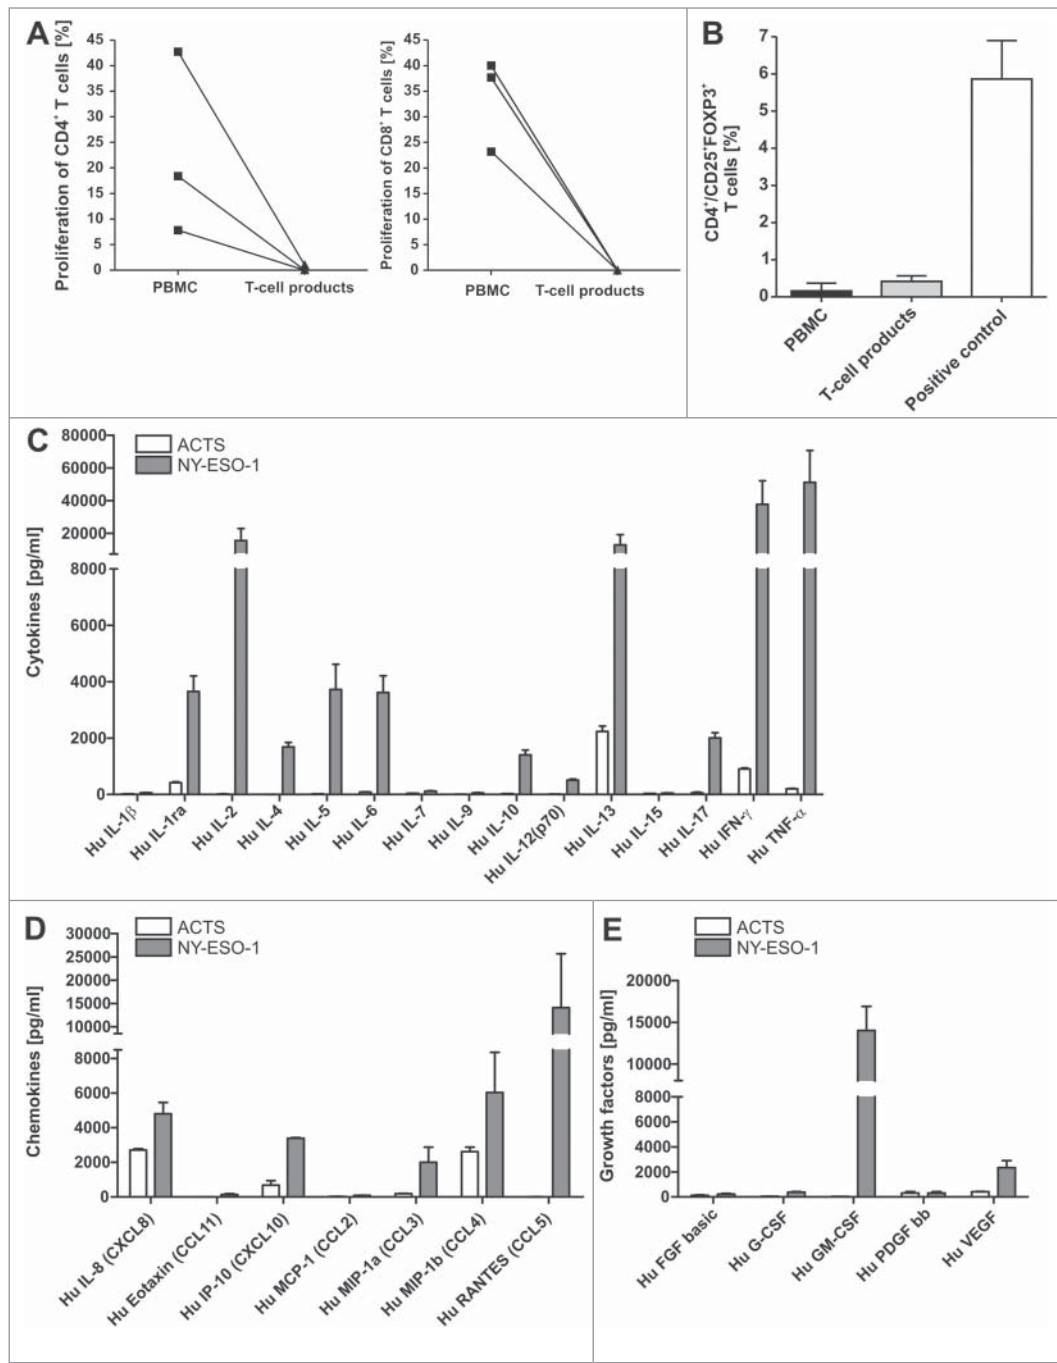 A
Proliferation of CD4⁺ T cells [%]
45
40
35
30
25
20
15
10
5
0
PBMC
T-cell products
Proliferation of CD8⁺ T cells [%]
45
40
35
30
25
20
15
10
5
0
PBMC
T-cell products
B
CD4⁺/CD25⁺FOXP3⁺
T cells [%]
7
6
5
4
3
2
1
0
PBMC
T-cell products
Positive control
C
ACTS
NY-ESO-1
Cytokines [pg/ml]
80000
60000
40000
20000
8000
6000
4000
2000
0
Hu IL-1β
Hu IL-1ra
Hu IL-2
Hu IL-4
Hu IL-5
Hu IL-6
Hu IL-7
Hu IL-9
Hu IL-10
Hu IL-12(p70)
Hu IL-13
Hu IL-15
Hu IL-17
Hu IFN-γ
Hu TNF-α
D
ACTS
NY-ESO-1
Chemokines [pg/ml]
30000
25000
20000
15000
10000
8000
6000
4000
2000
0
Hu IL-8 (CXCL8)
Hu Eotaxin (CCL11)
Hu IP-10 (CXCL10)
Hu MCP-1 (CCL2)
Hu MIP-1a (CCL3)
Hu MIP-1b (CCL4)
Hu RANTES (CCL5)
E
ACTS
NY-ESO-1
Growth factors [pg/ml]
20000
15000
10000
8000
6000
4000
2000
0
Hu FGF basic
Hu G-CSF
Hu GM-CSF
Hu PDGF bb
Hu VEGF